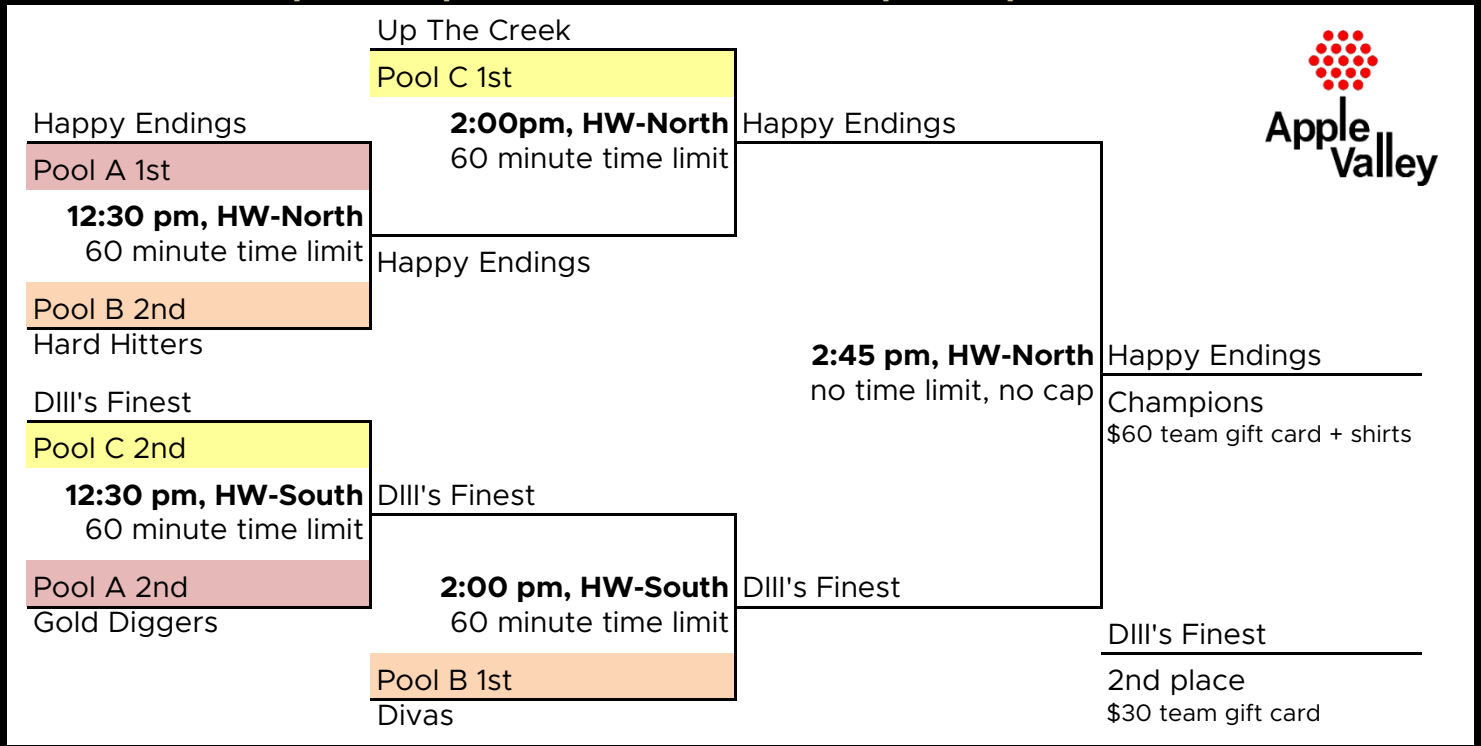 Up The Creek
Pool C 1st
Happy Endings
2:00pm, HW-North
60 minute time limit
Happy Endings
Apple
Valley
Pool A 1st
12:30 pm, HW-North
60 minute time limit
Happy Endings
Pool B 2nd
Hard Hitters
2:45 pm, HW-North
no time limit, no cap
Happy Endings
Champions
$60 team gift card + shirts
DIII's Finest
Pool C 2nd
12:30 pm, HW-South
60 minute time limit
DIII's Finest
Pool A 2nd
Gold Diggers
2:00 pm, HW-South
60 minute time limit
DIII's Finest
Pool B 1st
Divas
DIII's Finest
2nd place
$30 team gift card